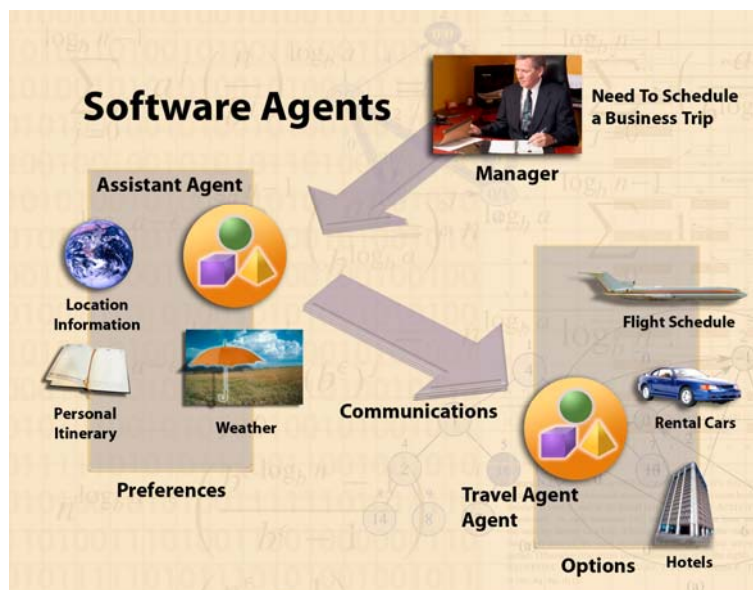 Software Agents
Need To Schedule
a Business Trip
Manager
Assistant Agent
Location
Information
Personal
Itinerary
Weather
Preferences
Communications
Flight Schedule
Rental Cars
Travel Agent
Agent
Hotels
Options